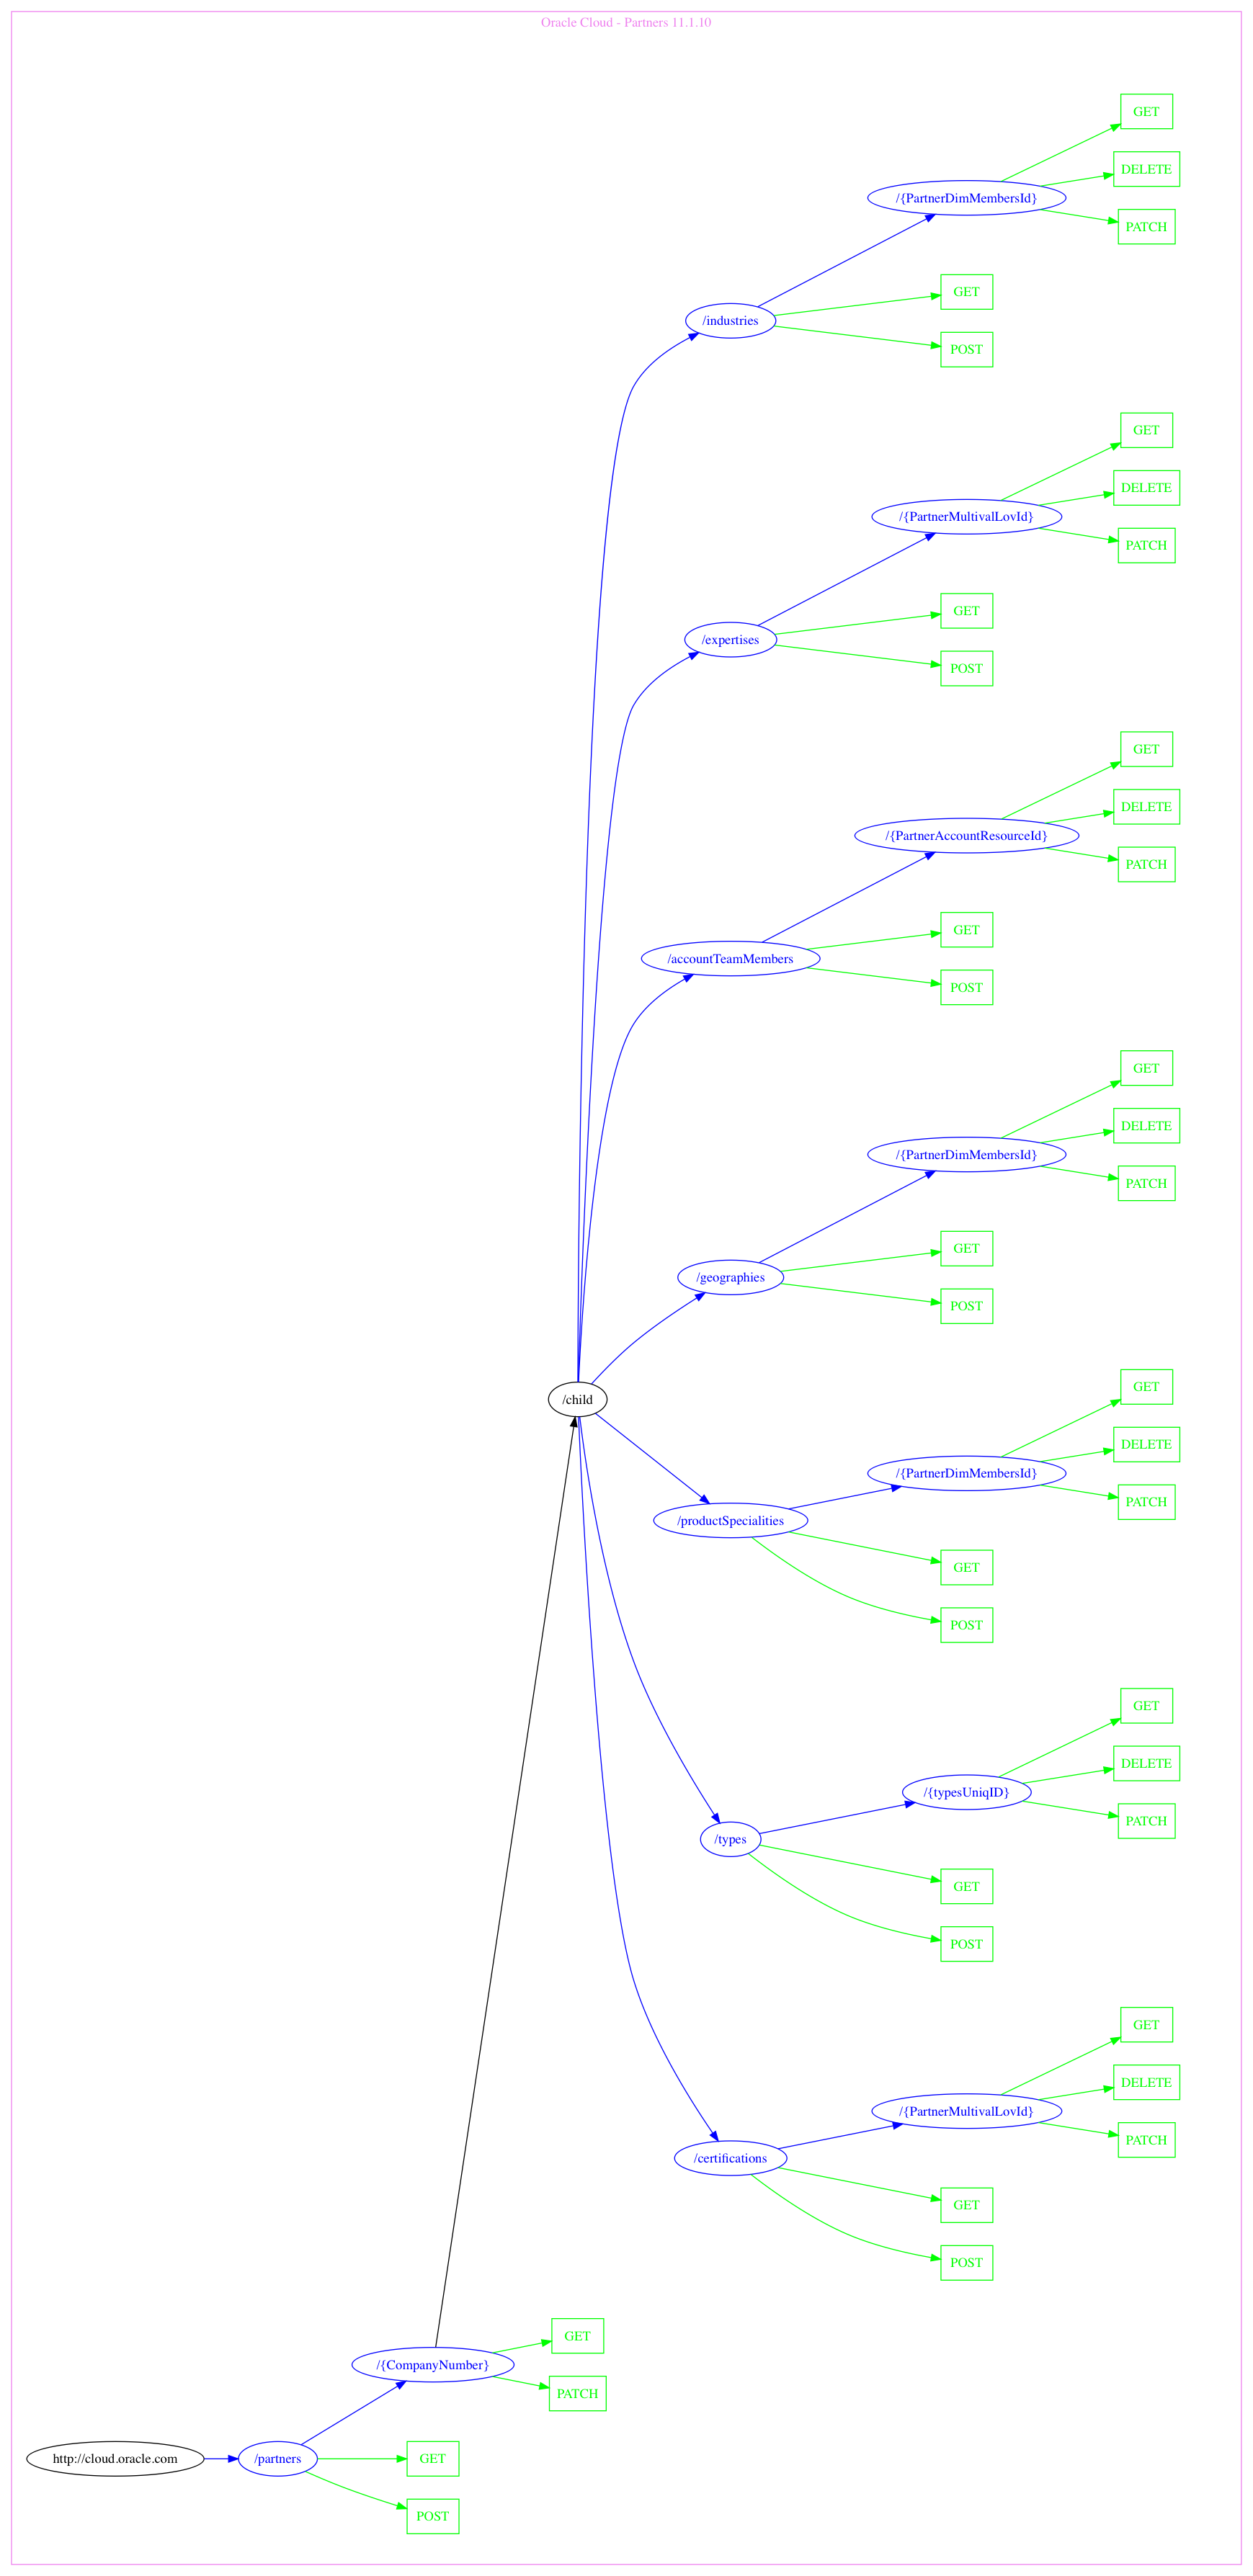 Oracle Cloud - Partners 11.1.10
GET
DELETE
/{PartnerDimMembersId}
PATCH
GET
/industries
POST
GET
DELETE
/{PartnerMultivalLovId}
PATCH
GET
/expertises
POST
GET
DELETE
/{PartnerAccountResourceId}
PATCH
GET
/accountTeamMembers
POST
GET
DELETE
/{PartnerDimMembersId}
PATCH
GET
/geographies
POST
GET
/child
DELETE
/{PartnerDimMembersId}
PATCH
/productSpecialities
GET
POST
GET
DELETE
/{typesUniqID}
PATCH
/types
GET
POST
GET
DELETE
/{PartnerMultivalLovId}
PATCH
/certifications
GET
POST
GET
/{CompanyNumber}
PATCH
http://cloud.oracle.com
/partners
GET
POST